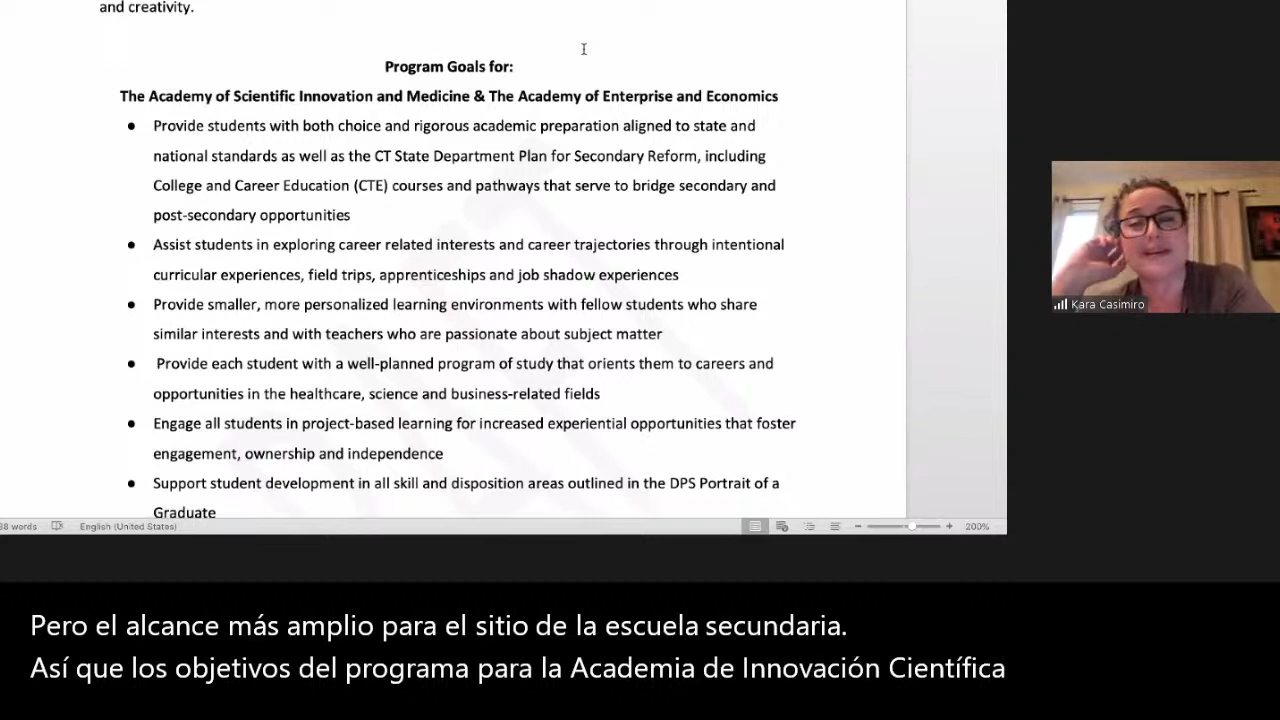 and creativity.
Program Goals for:
The Academy of Scientific Innovation and Medicine & The Academy of Enterprise and Economics
● Provide students with both choice and rigorous academic preparation aligned to state and
national standards as well as the CT State Department Plan for Secondary Reform, including
College and Career Education (CTE) courses and pathways that serve to bridge secondary and
post-secondary opportunities
● Assist students in exploring career related interests and career trajectories through intentional
curricular experiences, field trips, apprenticeships and job shadow experiences
● Provide smaller, more personalized learning environments with fellow students who share
similar interests and with teachers who are passionate about subject matter
● Provide each student with a well-planned program of study that orients them to careers and
opportunities in the healthcare, science and business-related fields
● Engage all students in project-based learning for increased experiential opportunities that foster
engagement, ownership and independence
● Support student development in all skill and disposition areas outlined in the DPS Portrait of a
Graduate
words English (United States) 200%
Kara Casimiro
Pero el alcance más amplio para el sitio de la escuela secundaria.
Así que los objetivos del programa para la Academia de Innovación Científica